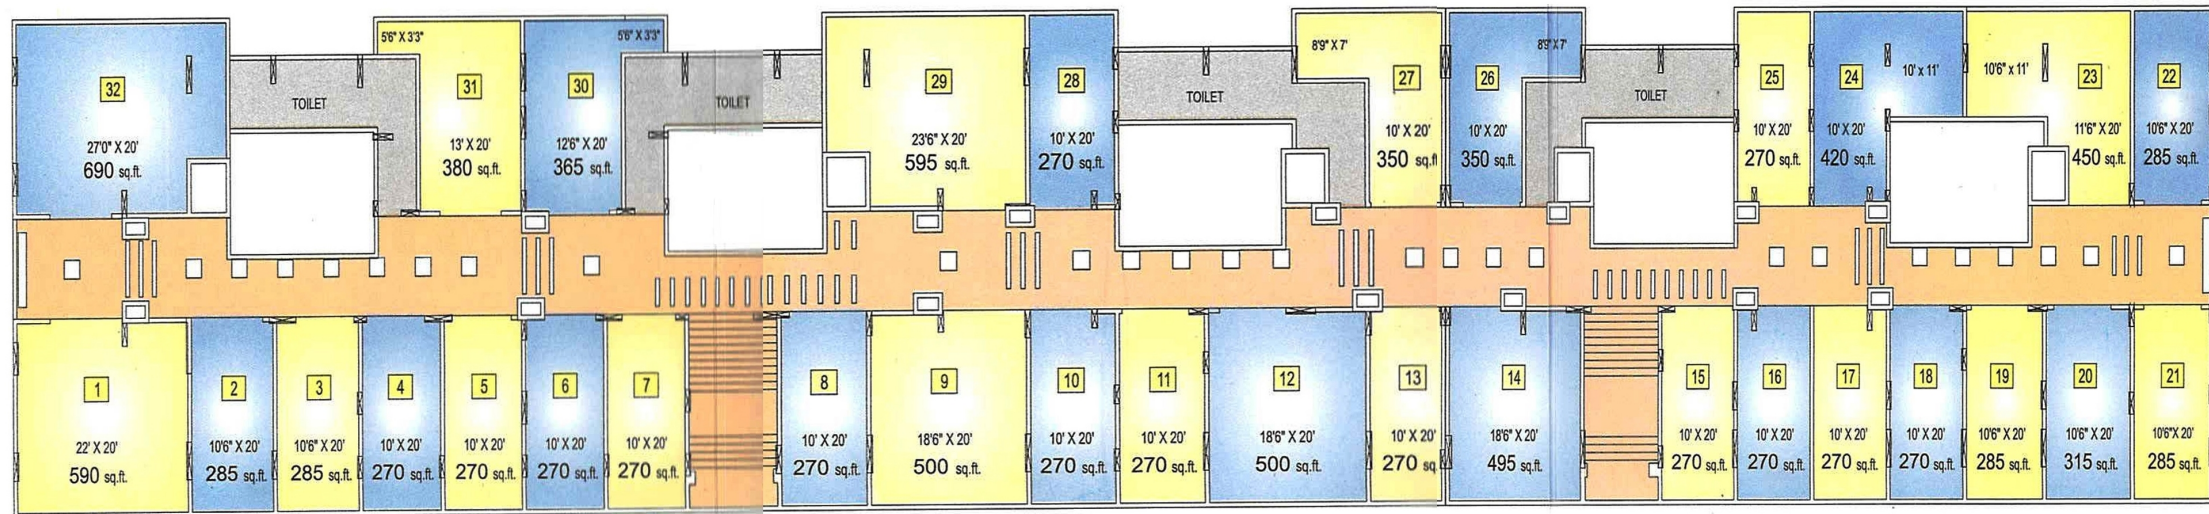 32
27'0" X 20'
690 sq.ft.
TOILET
5'6" X 3'3"
31
13' X 20'
380 sq.ft.
5'6" X 3'3"
30
12'6" X 20'
365 sq.ft.
TOILET
29
23'6" X 20'
595 sq.ft.
28
10' X 20'
270 sq.ft.
TOILET
8'9" X 7'
27
10' X 20'
350 sq.ft
8'9" X 7'
26
10' X 20'
350 sq.ft.
TOILET
25
10' X 20'
270 sq.ft.
24
10' x 11'
10' X 20'
420 sq.ft.
10'6" x 11'
23
11'6" X 20'
450 sq.ft.
22
10'6" X 20'
285 sq.ft.
1
22' X 20'
590 sq.ft.
2
10'6" X 20'
285 sq.ft.
3
10'6" X 20'
285 sq.ft.
4
10' X 20'
270 sq.ft.
5
10' X 20'
270 sq.ft.
6
10' X 20'
270 sq.ft.
7
10' X 20'
270 sq.ft.
8
10' X 20'
270 sq.ft.
9
18'6" X 20'
500 sq.ft.
10
10' X 20'
270 sq.ft.
11
10' X 20'
270 sq.ft.
12
18'6" X 20'
500 sq.ft.
13
10' X 20'
270 sq.
14
18'6" X 20'
495 sq.ft.
15
10' X 20'
270 sq.ft.
16
10' X 20'
270 sq.ft.
17
10' X 20'
270 sq.ft.
18
10' X 20'
270 sq.ft.
19
10'6" X 20'
285 sq.ft.
20
10'6" X 20'
315 sq.ft.
21
10'6"X 20'
285 sq.ft.